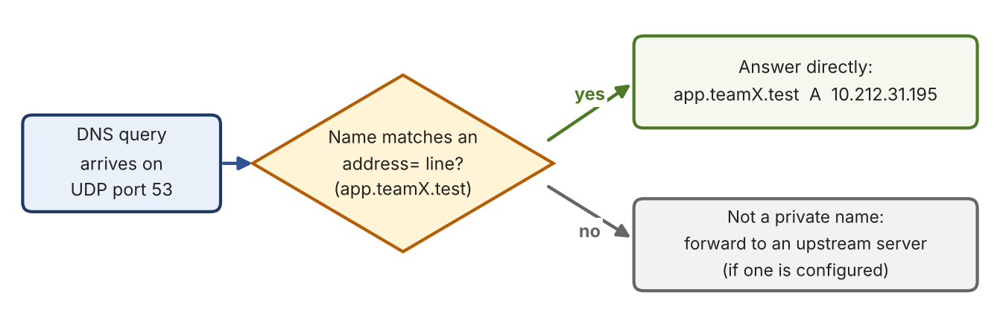 DNS query
arrives on
UDP port 53
Name matches an
address= line?
(app.teamX.test)
yes
Answer directly:
app.teamX.test A 10.212.31.195
no
Not a private name:
forward to an upstream server
(if one is configured)